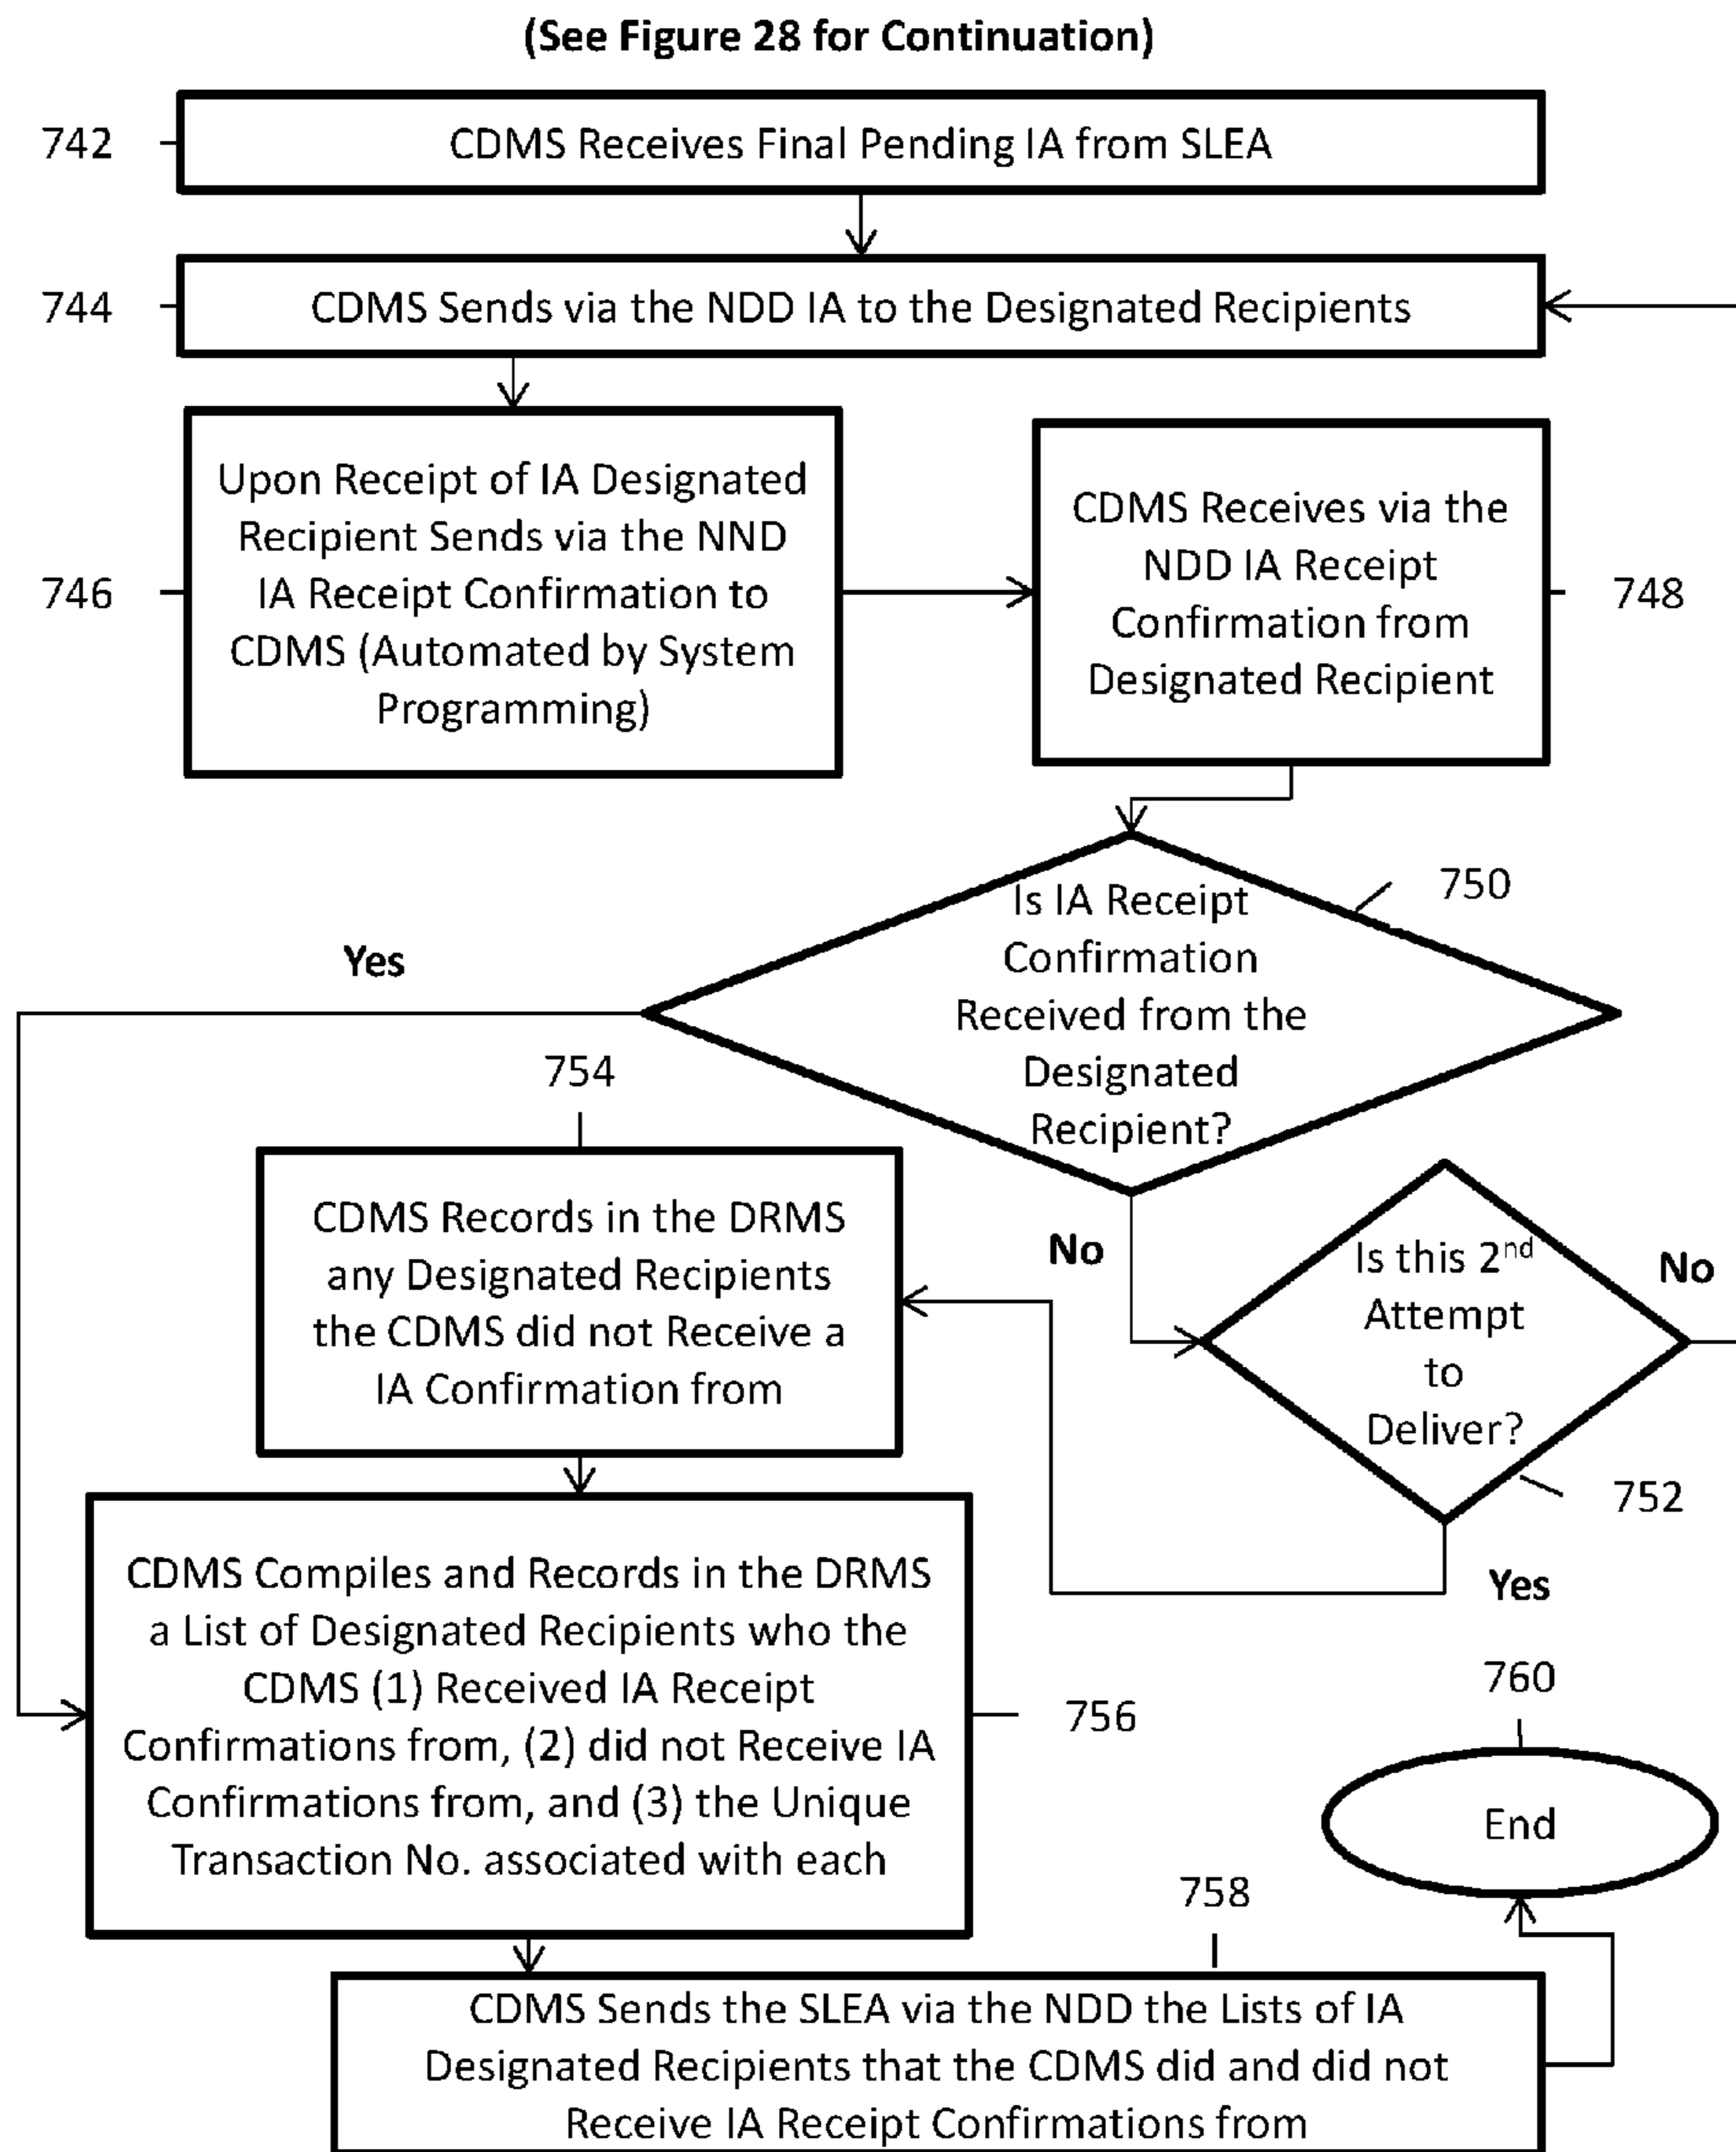 (See Figure 28 for Continuation)
742
CDMS Receives Final Pending IA from SLEA
744
CDMS Sends via the NDD IA to the Designated Recipients
746
Upon Receipt of IA Designated
Recipient Sends via the NND
IA Receipt Confirmation to
CDMS (Automated by System
Programming)
CDMS Receives via the
NDD IA Receipt
Confirmation from
Designated Recipient
748
750
Is IA Receipt
Confirmation
Received from the
Designated
Recipient?
Yes
754
No
CDMS Records in the DRMS
any Designated Recipients
the CDMS did not Receive a
IA Confirmation from
Is this 2nd
Attempt
to
Deliver?
No
752
Yes
CDMS Compiles and Records in the DRMS
a List of Designated Recipients who the
CDMS (1) Received IA Receipt
Confirmations from, (2) did not Receive IA
Confirmations from, and (3) the Unique
Transaction No. associated with each
756
760
End
758
CDMS Sends the SLEA via the NDD the Lists of IA
Designated Recipients that the CDMS did and did not
Receive IA Receipt Confirmations from